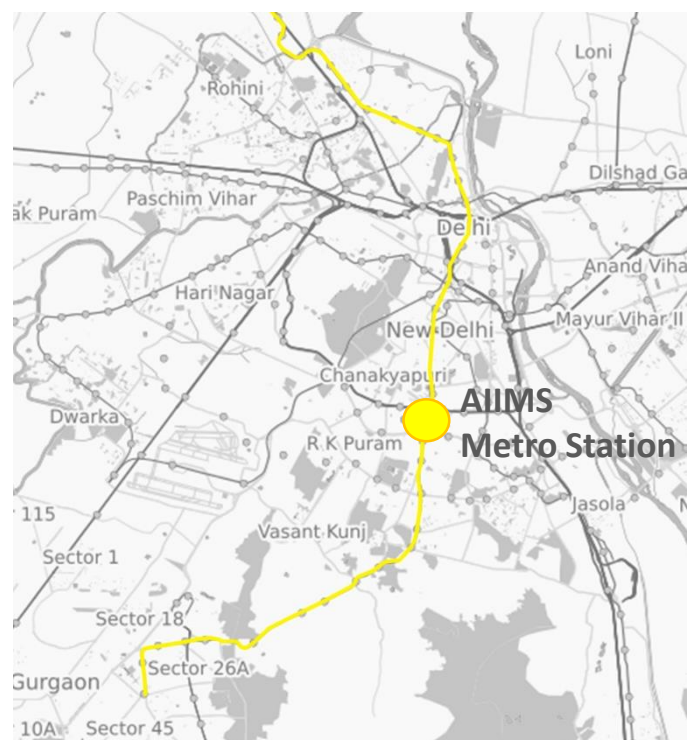 Loni
Rohini
Dilshad Ga
Paschim Vihar
ak Puram
Delhi
Anand Viha
Hari Nagar
Mayur Vihar II
New Delhi
Chanakyapuri
AIIMS
Metro Station
Dwarka
R K Puram
115
Jasola
N
Vasant Kunj
Sector 1
Sector 18
Sector 26A
Gurgaon
10A
Sector 45